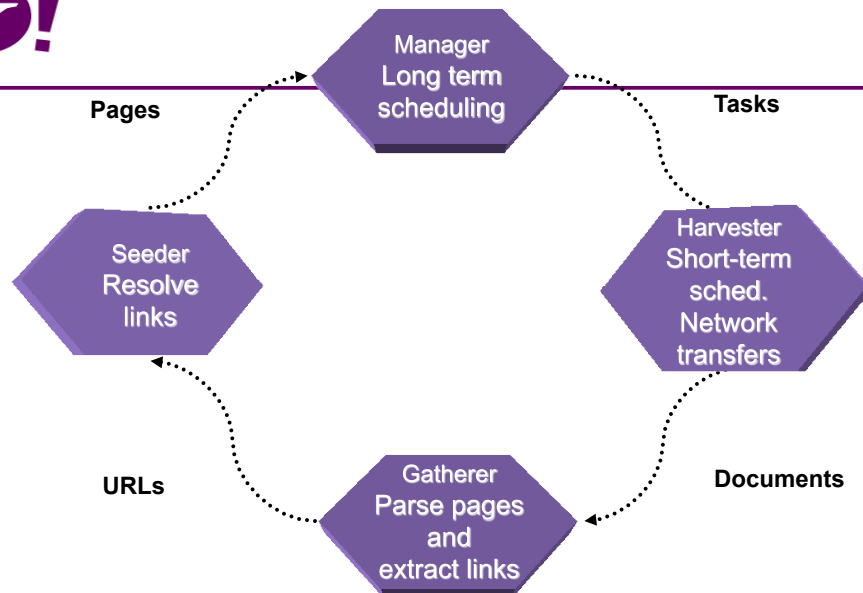 !
Manager
Long term
scheduling
Pages
Tasks
Seeder
Resolve
links
Harvester
Short-term
sched.
Network
transfers
URLs
Documents
Gatherer
Parse pages
and
extract links